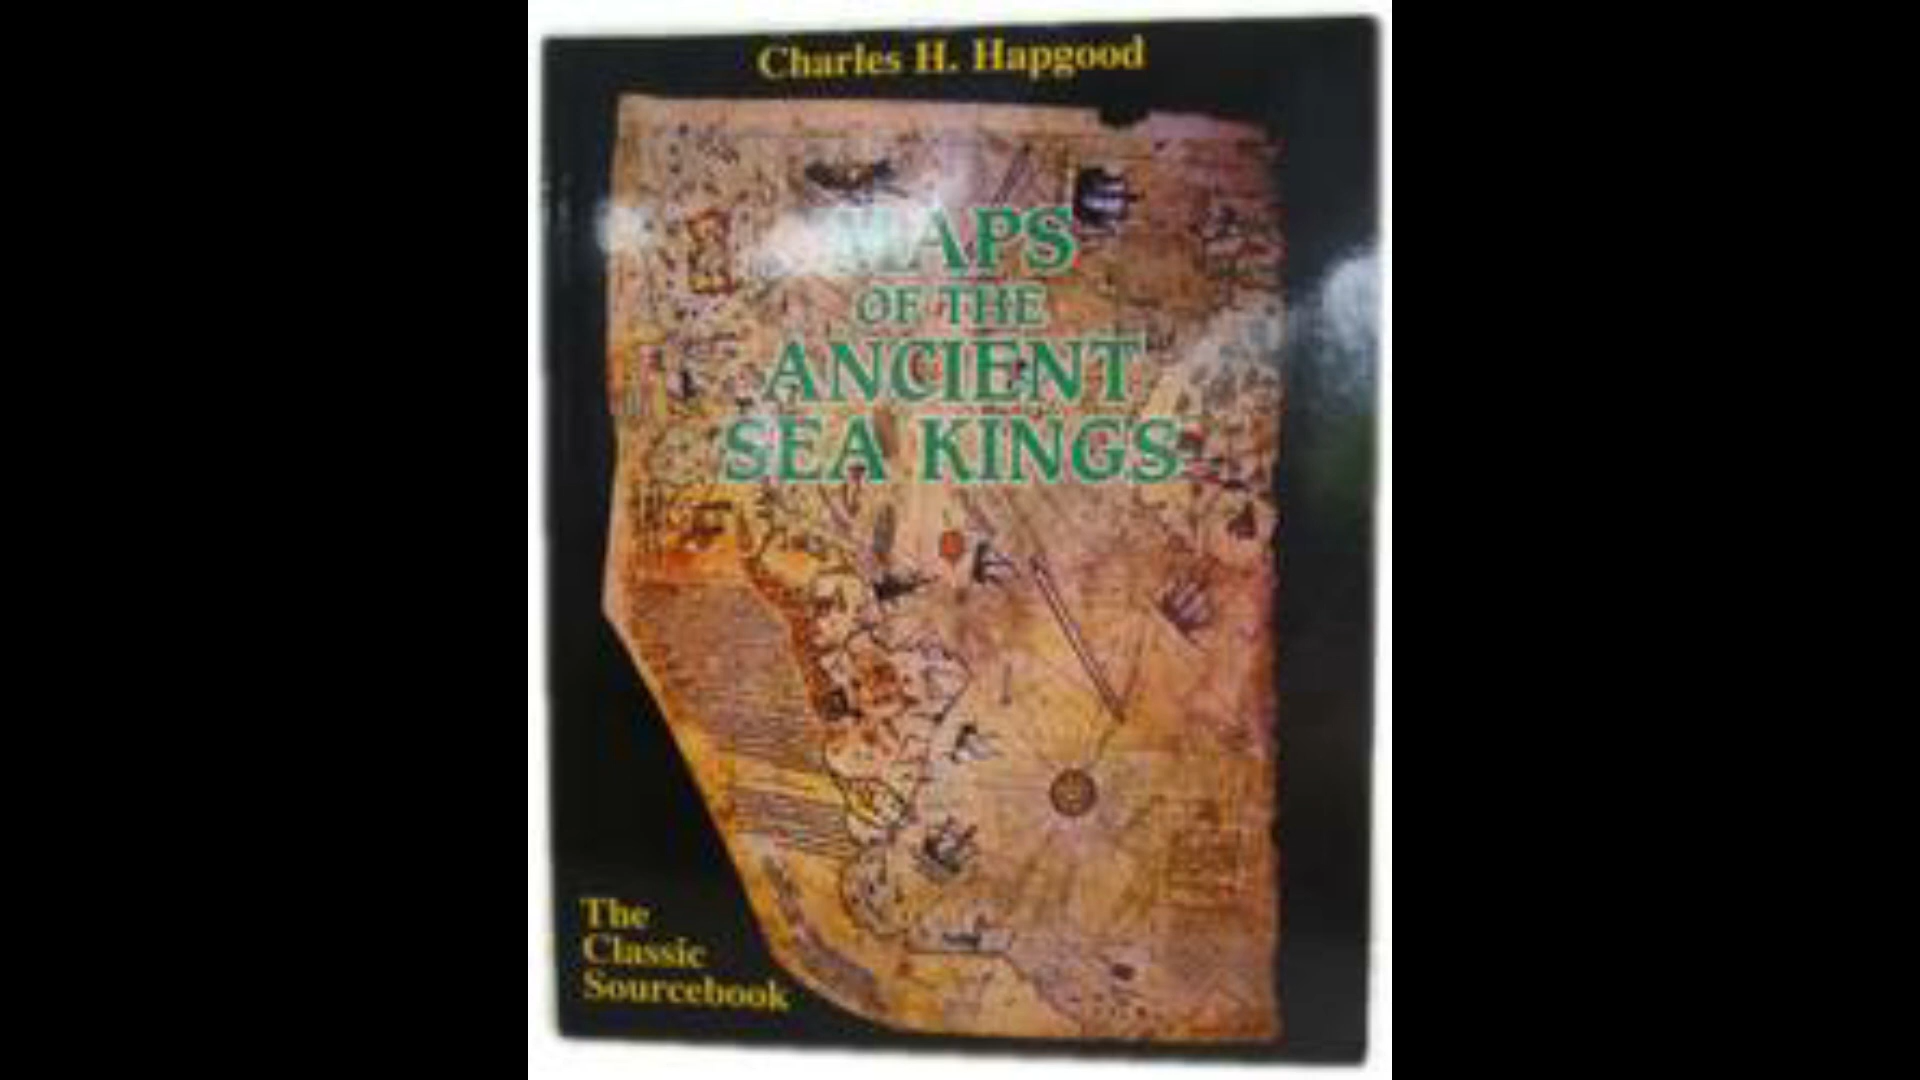 Charles H. Hapgood
MAPS
OF THE
ANCIENT
SEA KINGS
The
Classic
Sourcebook